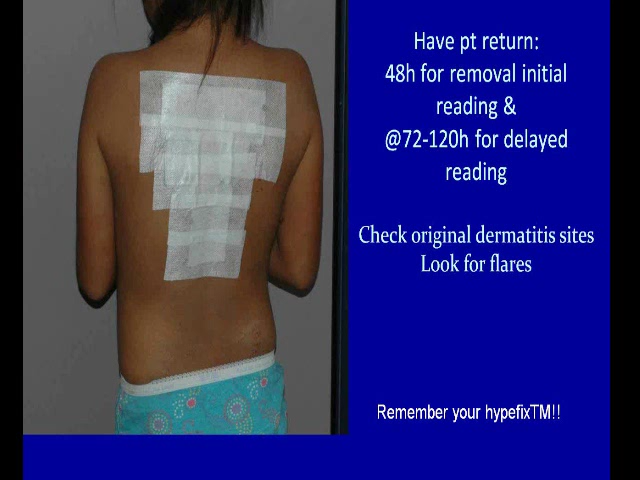 Have pt return:
48h for removal initial
reading &
@72-120h for delayed
reading
Check original dermatitis sites
Look for flares
Remember your hypefixTM!!